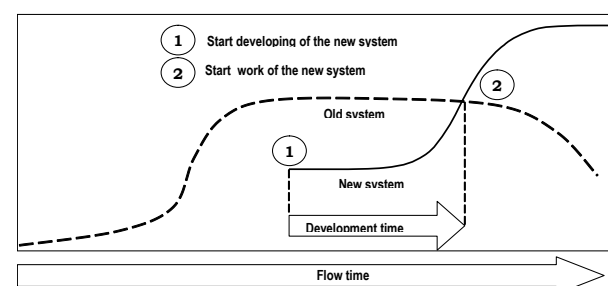 1 Start developing of the new system
2 Start work of the new system
2
Old system
1
New system
Development time
Flow time